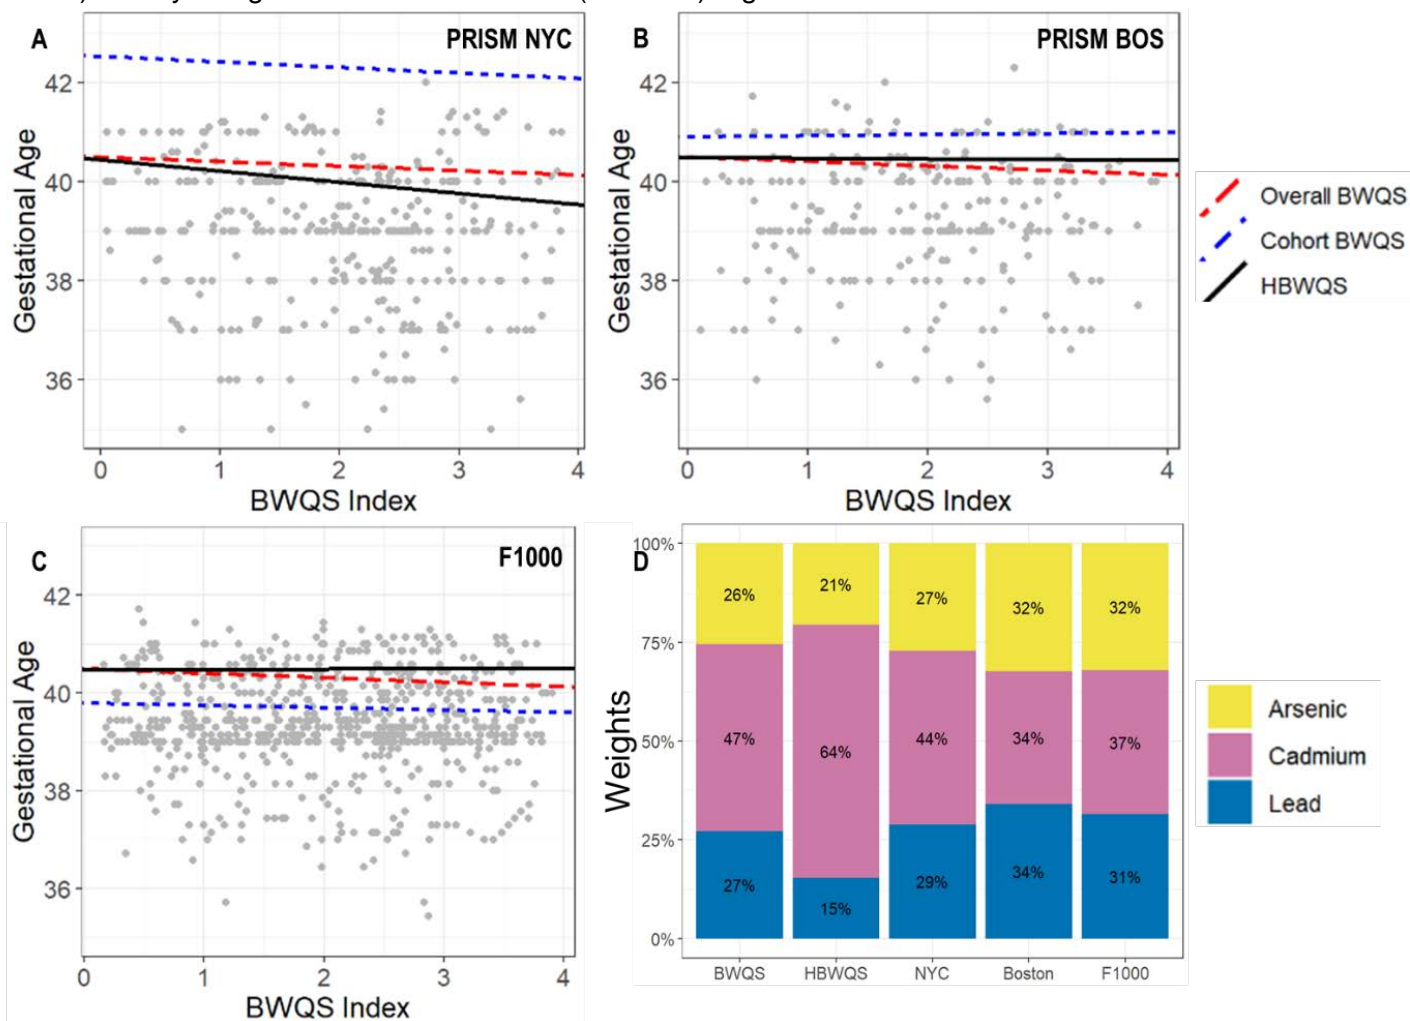 A
PRISM NYC
42
40
38
36
Gestational Age
0 1 2 3 4
BWQS Index
B
PRISM BOS
42
40
38
36
Gestational Age
0 1 2 3 4
BWQS Index
Overall BWQS
Cohort BWQS
HBWQS
C
F1000
42
40
38
36
Gestational Age
0 1 2 3 4
BWQS Index
D
100%
75%
50%
25%
0%
Weights
26% 21% 27% 32% 32%
47% 64% 44% 34% 37%
27% 15% 29% 34% 31%
BWQS HBWQS NYC Boston F1000
Arsenic
Cadmium
Lead